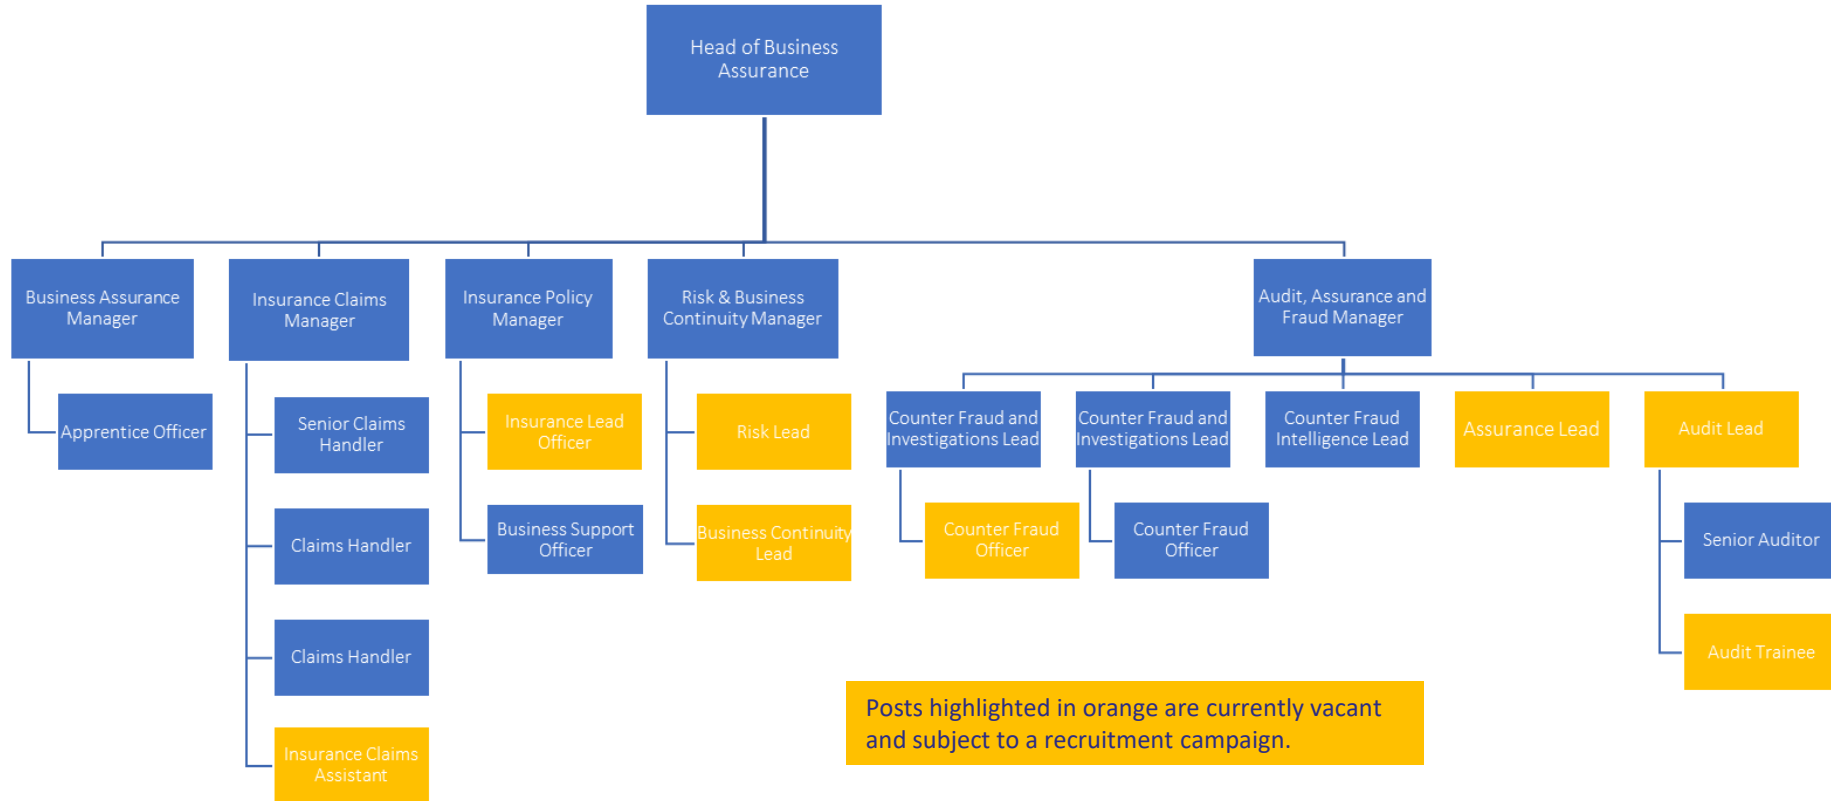 Head of Business
Assurance
Business Assurance
Manager
Insurance Claims
Manager
Insurance Policy
Manager
Risk & Business
Continuity Manager
Audit, Assurance and
Fraud Manager
Apprentice Officer
Senior Claims
Handler
Claims Handler
Claims Handler
Insurance Claims
Assistant
Insurance Lead
Officer
Business Support
Officer
Risk Lead
Business Continuity
Lead
Counter Fraud and
Investigations Lead
Counter Fraud and
Investigations Lead
Counter Fraud
Intelligence Lead
Assurance Lead
Audit Lead
Counter Fraud
Officer
Counter Fraud
Officer
Senior Auditor
Audit Trainee
Posts highlighted in orange are currently vacant
and subject to a recruitment campaign.